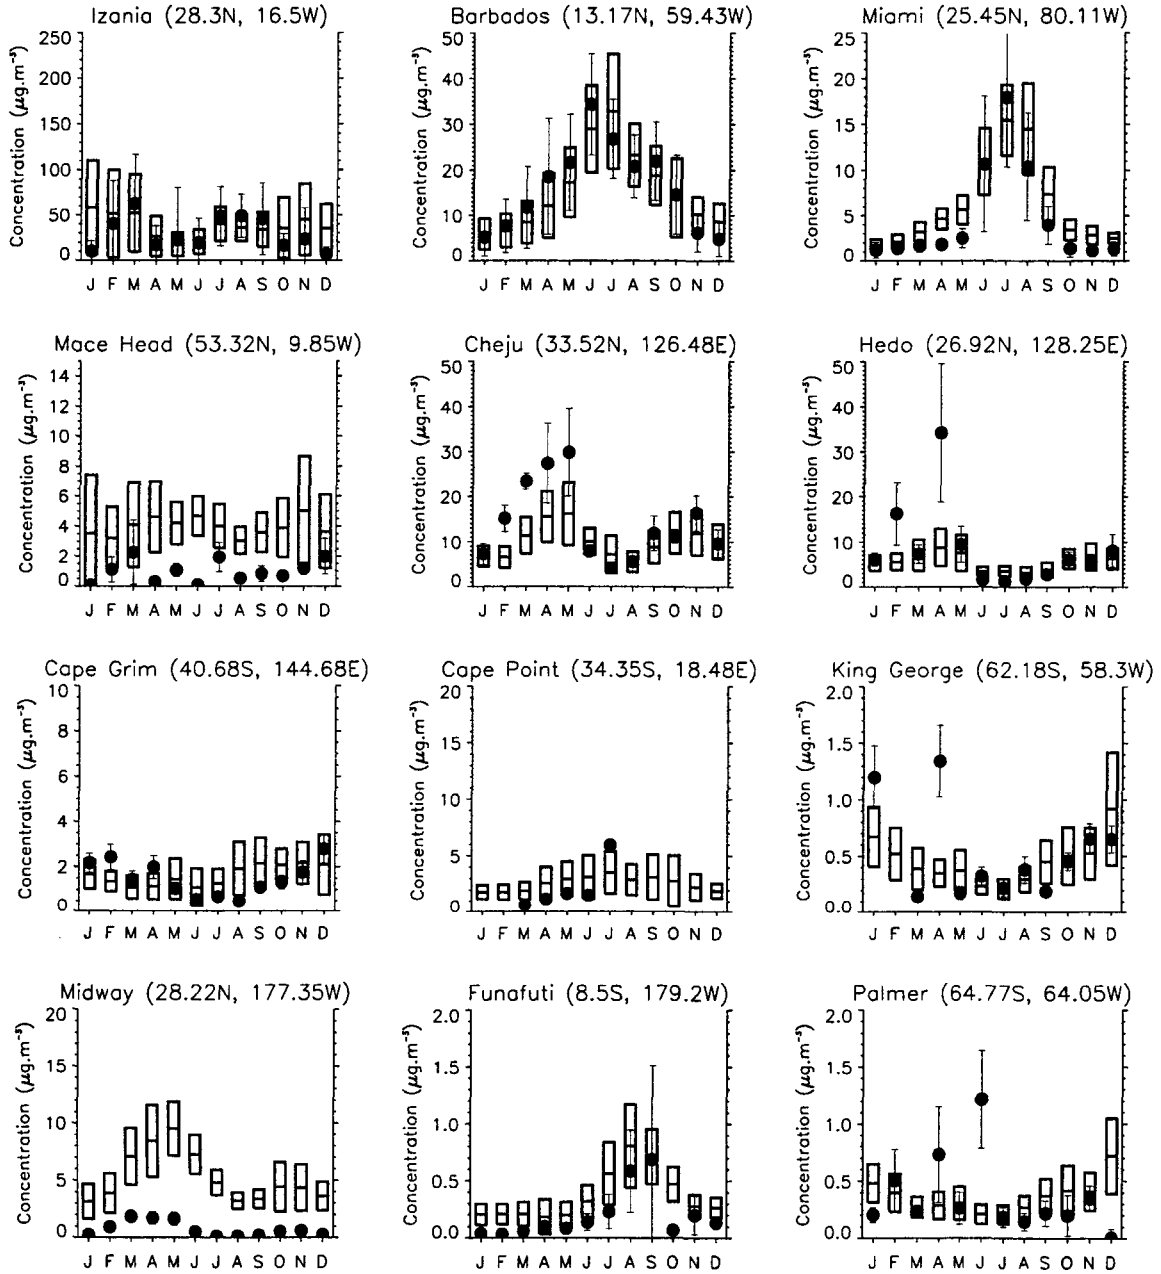 Izania (28.3N, 16.5W)
Concentration (μg.m⁻³)
250
200
150
100
50
0
J F M A M J J A S O N D
Barbados (13.17N, 59.43W)
Concentration (μg.m⁻³)
50
40
30
20
10
0
J F M A M J J A S O N D
Miami (25.45N, 80.11W)
Concentration (μg.m⁻³)
25
20
15
10
5
0
J F M A M J J A S O N D
Mace Head (53.32N, 9.85W)
Concentration (μg.m⁻³)
14
12
10
8
6
4
2
0
J F M A M J J A S O N D
Cheju (33.52N, 126.48E)
Concentration (μg.m⁻³)
50
40
30
20
10
0
J F M A M J J A S O N D
Hedo (26.92N, 128.25E)
Concentration (μg.m⁻³)
50
40
30
20
10
0
J F M A M J J A S O N D
Cape Grim (40.68S, 144.68E)
Concentration (μg.m⁻³)
10
8
6
4
2
0
J F M A M J J A S O N D
Cape Point (34.35S, 18.48E)
Concentration (μg.m⁻³)
20
15
10
5
0
J F M A M J J A S O N D
King George (62.18S, 58.3W)
Concentration (μg.m⁻³)
2.0
1.5
1.0
0.5
0.0
J F M A M J J A S O N D
Midway (28.22N, 177.35W)
Concentration (μg.m⁻³)
20
15
10
5
0
J F M A M J J A S O N D
Funafuti (8.5S, 179.2W)
Concentration (μg.m⁻³)
2.0
1.5
1.0
0.5
0.0
J F M A M J J A S O N D
Palmer (64.77S, 64.05W)
Concentration (μg.m⁻³)
2.0
1.5
1.0
0.5
0.0
J F M A M J J A S O N D